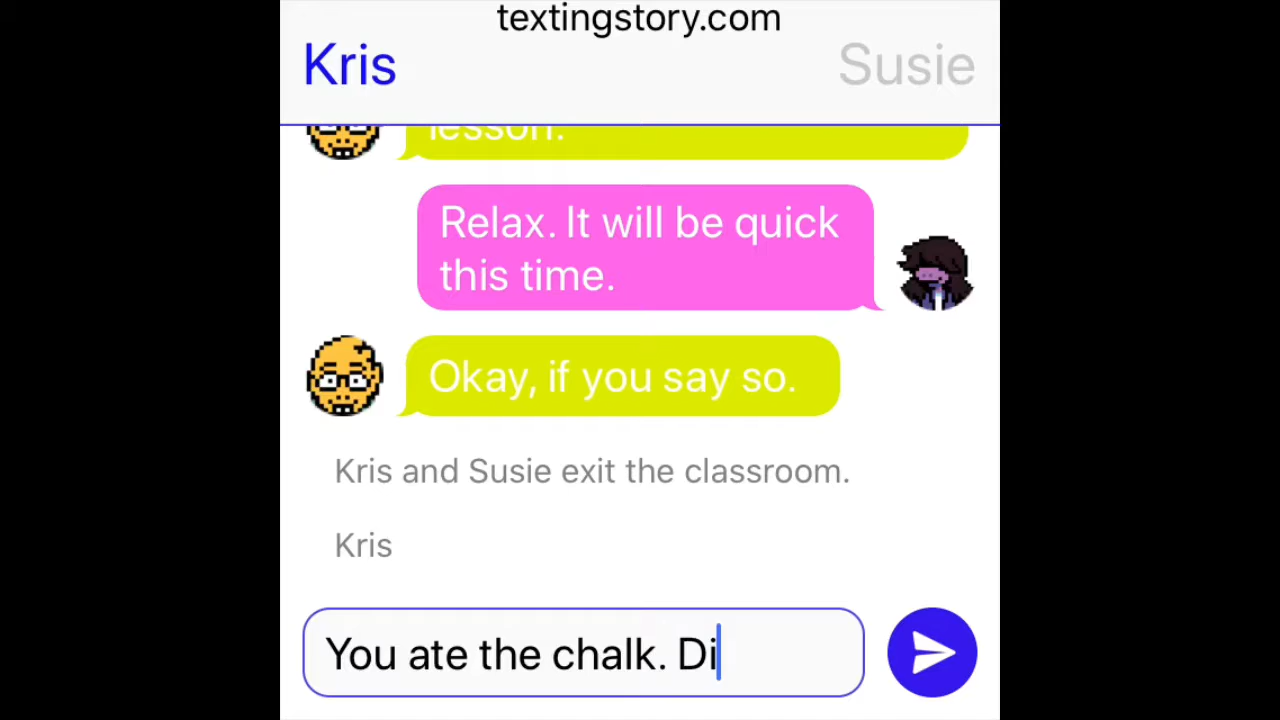 textingstory.com
Kris
Susie
lesson.
Relax. It will be quick
this time.
Okay, if you say so.
Kris and Susie exit the classroom.
Kris
You ate the chalk. Di